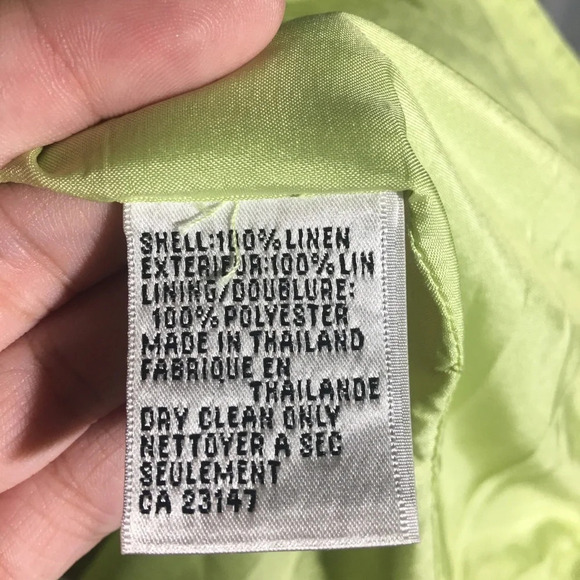 SHELL:100% LINEN
EXTERIEUR:100% LIN
LINING/DOUBLURE:
100% POLYESTER
MADE IN THAILAND
FABRIQUE EN
THAILANDE
DRY CLEAN ONLY
NETTOYER A SEC
SEULEMENT
CA 23147